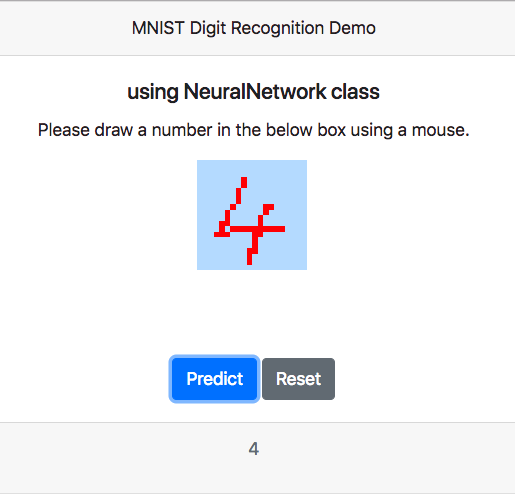 MNIST Digit Recognition Demo
using NeuralNetwork class
Please draw a number in the below box using a mouse.
4
Predict Reset
4